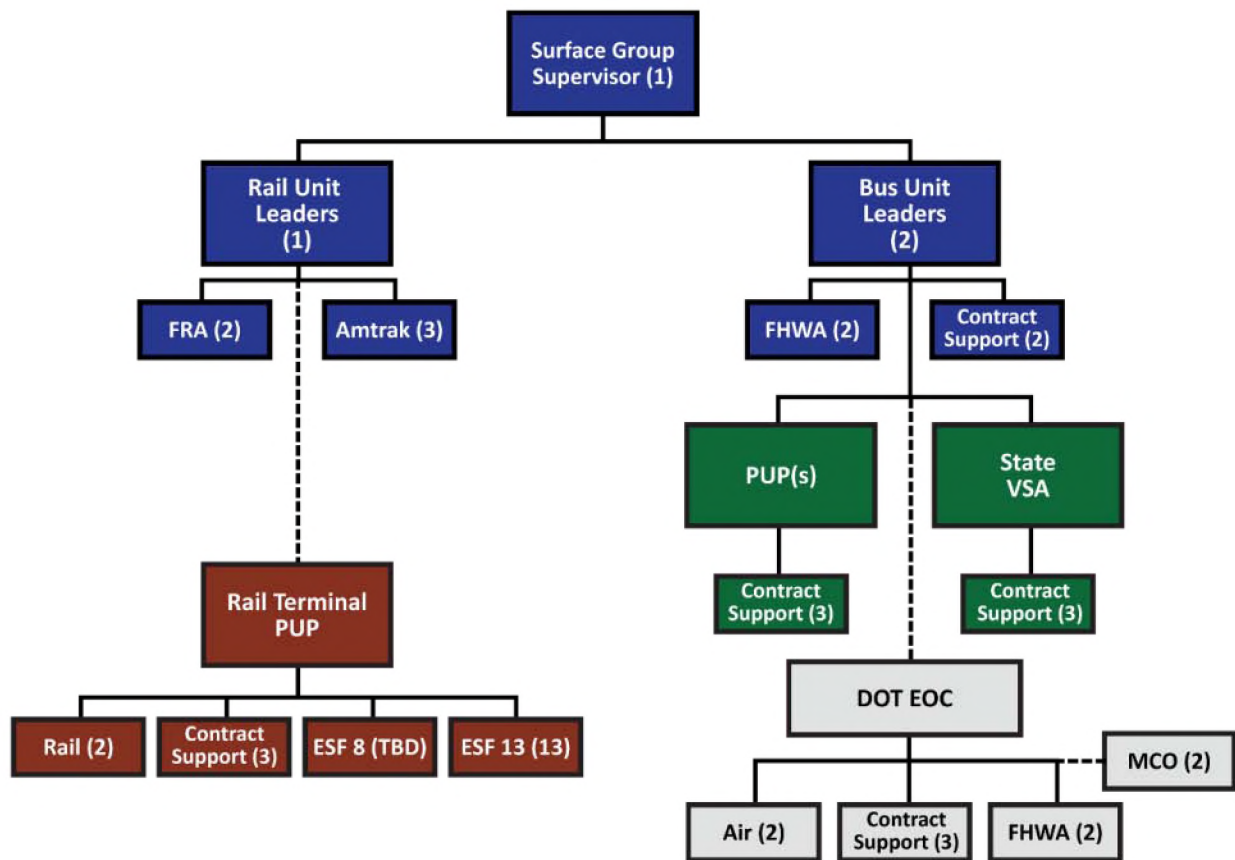 Surface Group
Supervisor (1)
Rail Unit
Leaders
(1)
Bus Unit
Leaders
(2)
FRA (2)
Amtrak (3)
FHWA (2)
Contract
Support (2)
PUP(s)
State
VSA
Contract
Support (3)
Contract
Support (3)
Rail Terminal
PUP
Rail (2)
Contract
Support (3)
ESF 8 (TBD)
ESF 13 (13)
DOT EOC
MCO (2)
Air (2)
Contract
Support (3)
FHWA (2)